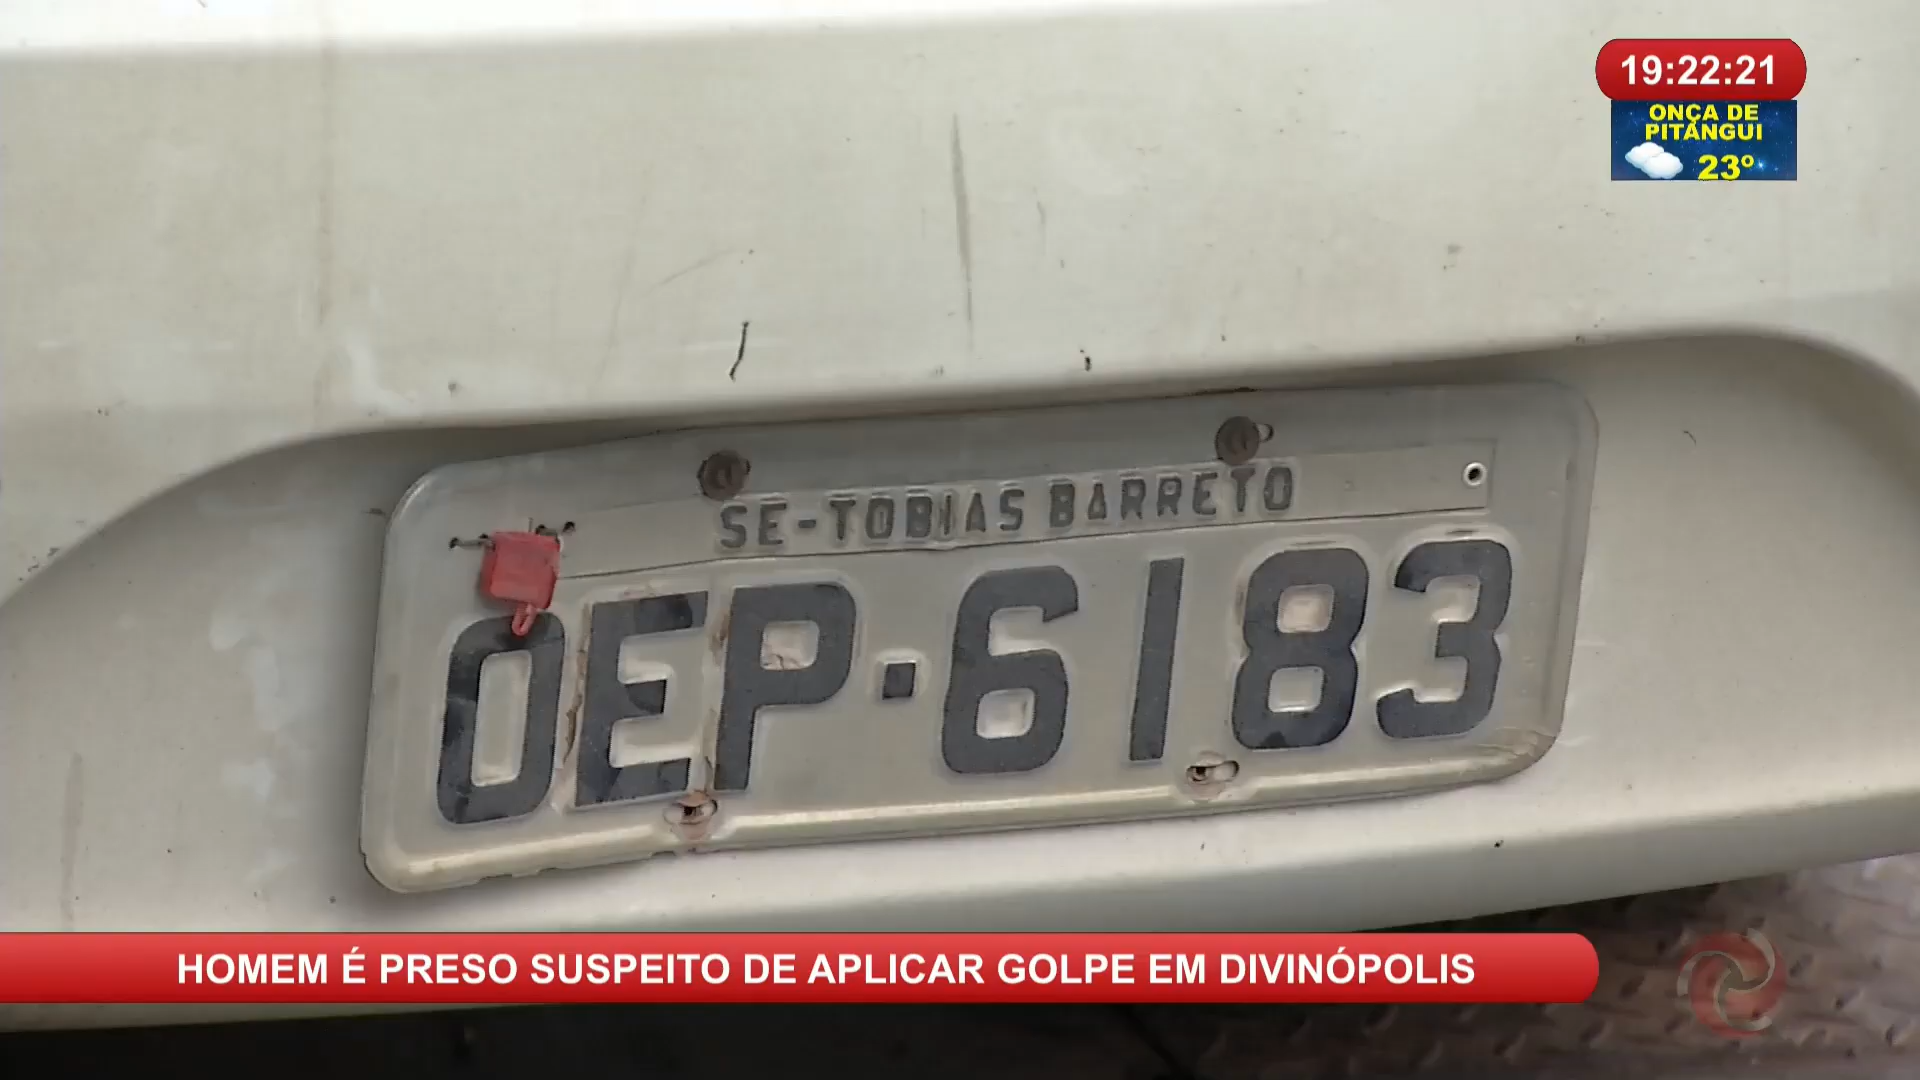 19:22:21
ONÇA DE
PITANGUI
23º
SE-TOBIAS BARRETO
OEP·6183
HOMEM É PRESO SUSPEITO DE APLICAR GOLPE EM DIVINÓPOLIS